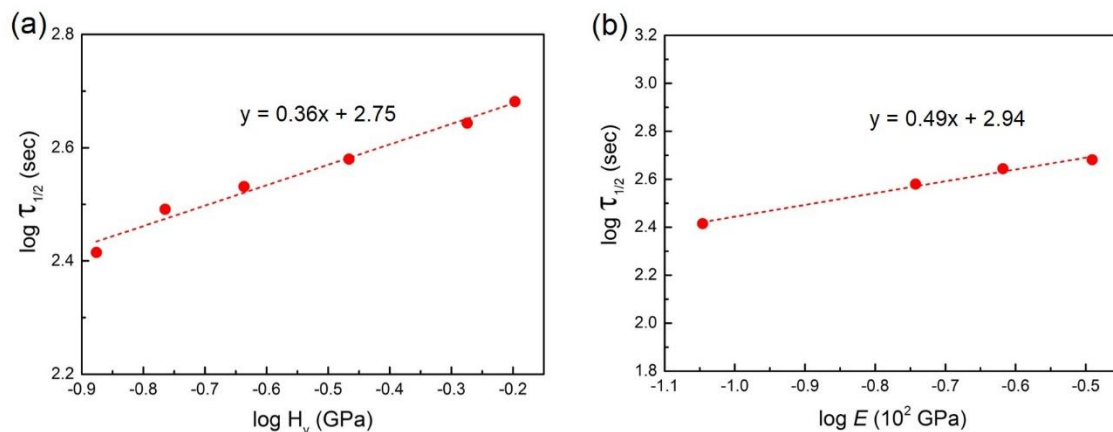 (a)
2.8
2.6
2.4
2.2
log τ1/2 (sec)
y = 0.36x + 2.75
-0.9 -0.8 -0.7 -0.6 -0.5 -0.4 -0.3 -0.2
log Hv (GPa)
(b)
3.2
3.0
2.8
2.6
2.4
2.2
2.0
1.8
log τ1/2 (sec)
y = 0.49x + 2.94
-1.1 -1.0 -0.9 -0.8 -0.7 -0.6 -0.5
log E (10² GPa)